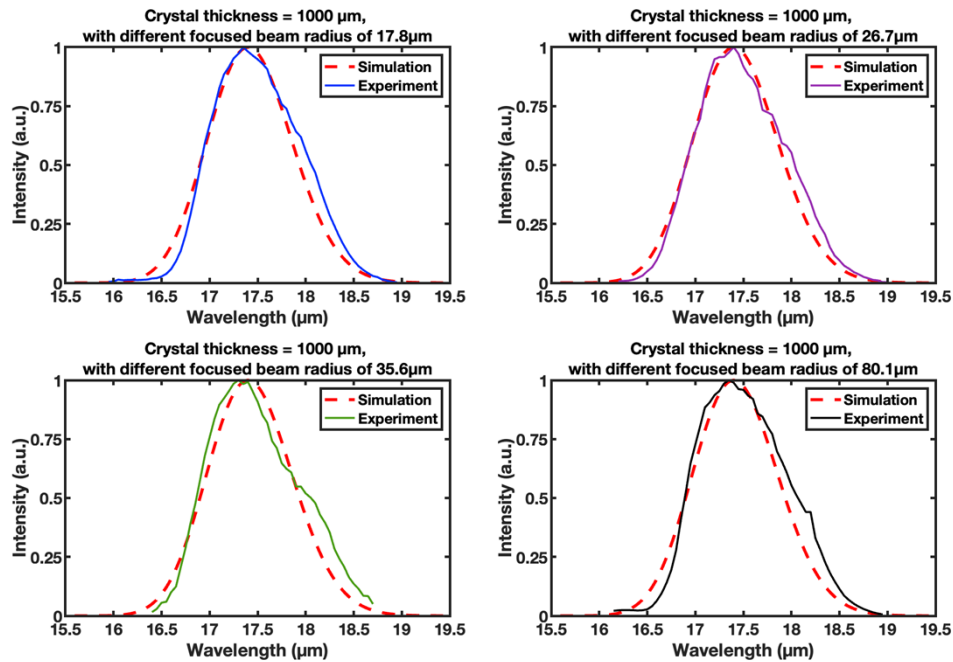 Crystal thickness = 1000 µm,
with different focused beam radius of 17.8µm
1
0.75
0.5
0.25
0
Intensity (a.u.)
Simulation
Experiment
15.5 16 16.5 17 17.5 18 18.5 19 19.5
Wavelength (µm)
Crystal thickness = 1000 µm,
with different focused beam radius of 26.7µm
1
0.75
0.5
0.25
0
Intensity (a.u.)
Simulation
Experiment
15.5 16 16.5 17 17.5 18 18.5 19 19.5
Wavelength (µm)
Crystal thickness = 1000 µm,
with different focused beam radius of 35.6µm
1
0.75
0.5
0.25
0
Intensity (a.u.)
Simulation
Experiment
15.5 16 16.5 17 17.5 18 18.5 19 19.5
Wavelength (µm)
Crystal thickness = 1000 µm,
with different focused beam radius of 80.1µm
1
0.75
0.5
0.25
0
Intensity (a.u.)
Simulation
Experiment
15.5 16 16.5 17 17.5 18 18.5 19 19.5
Wavelength (µm)